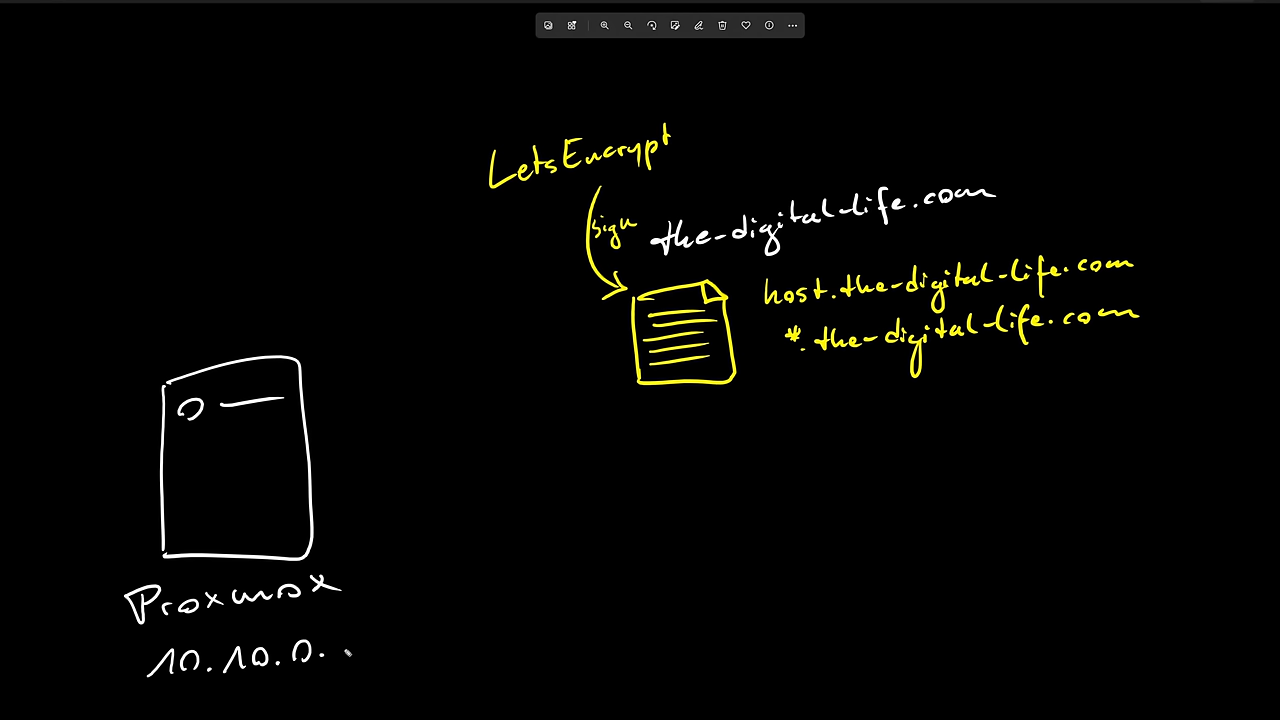 LetsEncrypt
sign
the-digital-life.com
host.the-digital-life.com
*.the-digital-life.com
Proxmox
10.10.0.